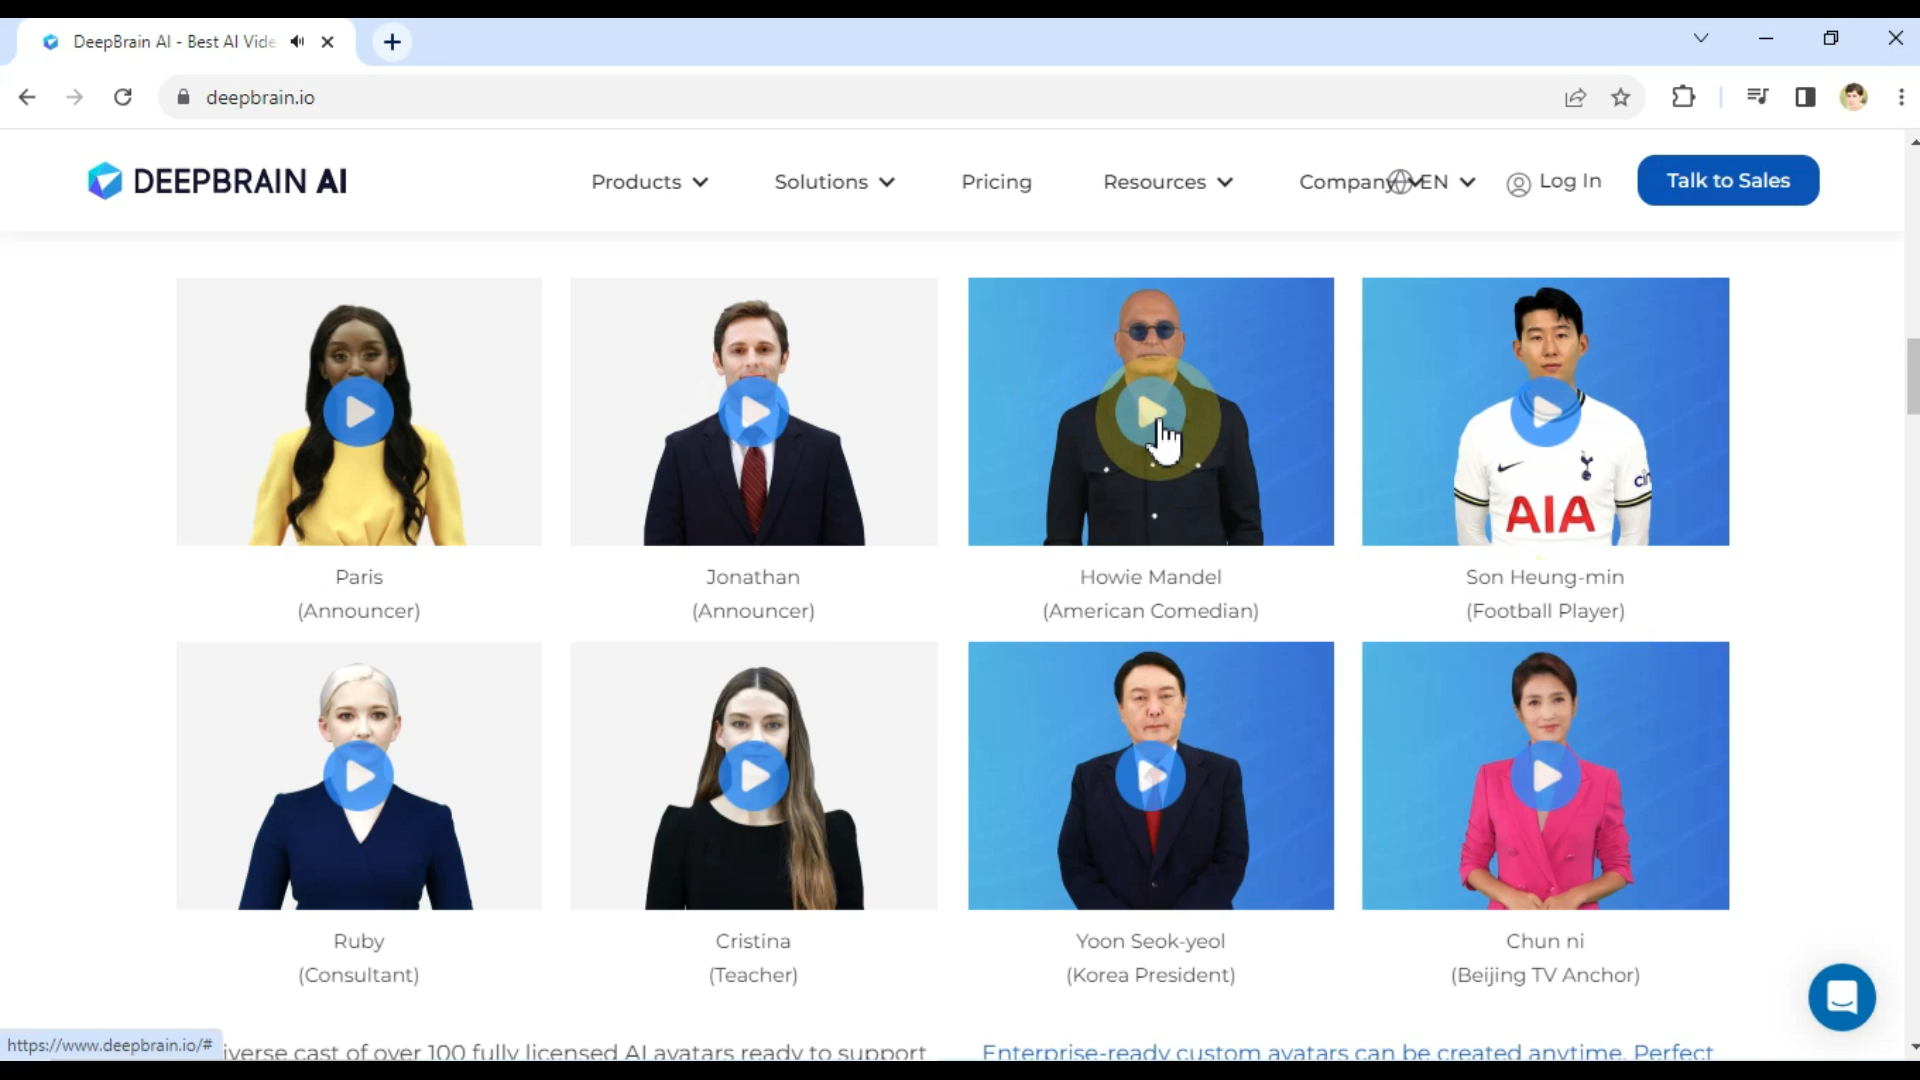 DeepBrain AI - Best AI Vide
deepbrain.io
DEEPBRAIN AI
Products
Solutions
Pricing
Resources
Company
EN
Log In
Talk to Sales
AIA
cin
Paris
(Announcer)
Jonathan
(Announcer)
Howie Mandel
(American Comedian)
Son Heung-min
(Football Player)
Ruby
(Consultant)
Cristina
(Teacher)
Yoon Seok-yeol
(Korea President)
Chun ni
(Beijing TV Anchor)
https://www.deepbrain.io/#
iverse cast of over 100 fully licensed AI avatars ready to support
Enterprise-ready custom avatars can be created anytime. Perfect